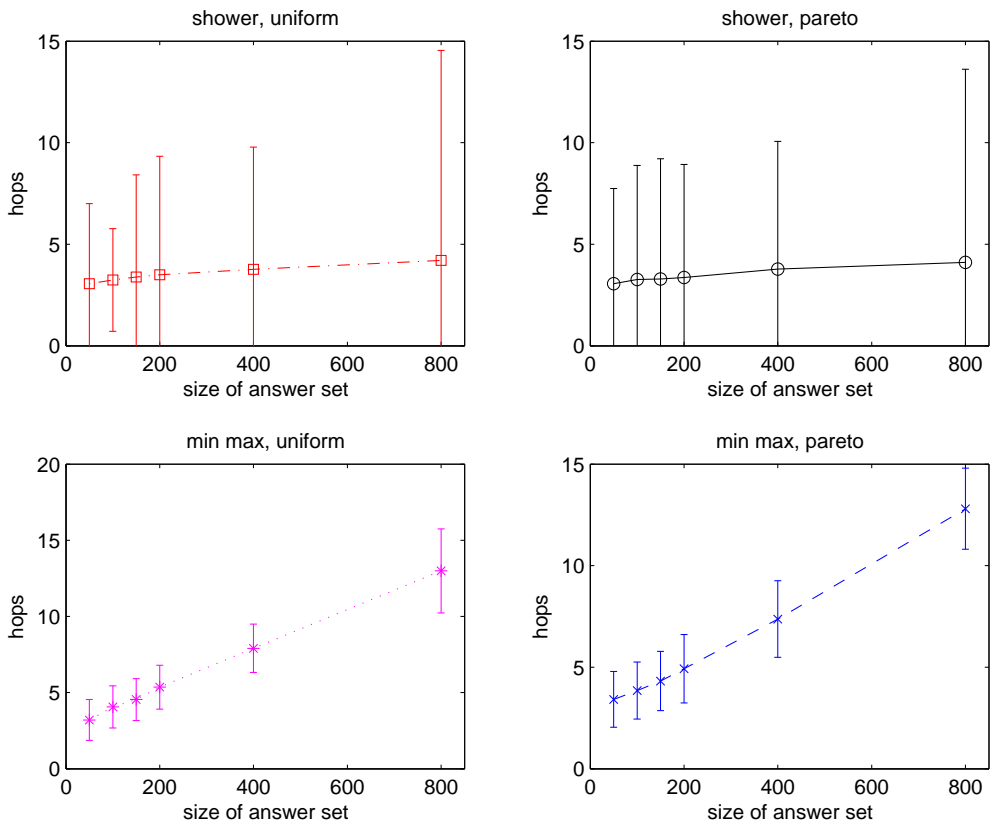 shower, uniform
15
10
5
0
hops
0 200 400 600 800
size of answer set
shower, pareto
15
10
5
0
hops
0 200 400 600 800
size of answer set
min max, uniform
20
15
10
5
0
hops
0 200 400 600 800
size of answer set
min max, pareto
15
10
5
0
hops
0 200 400 600 800
size of answer set